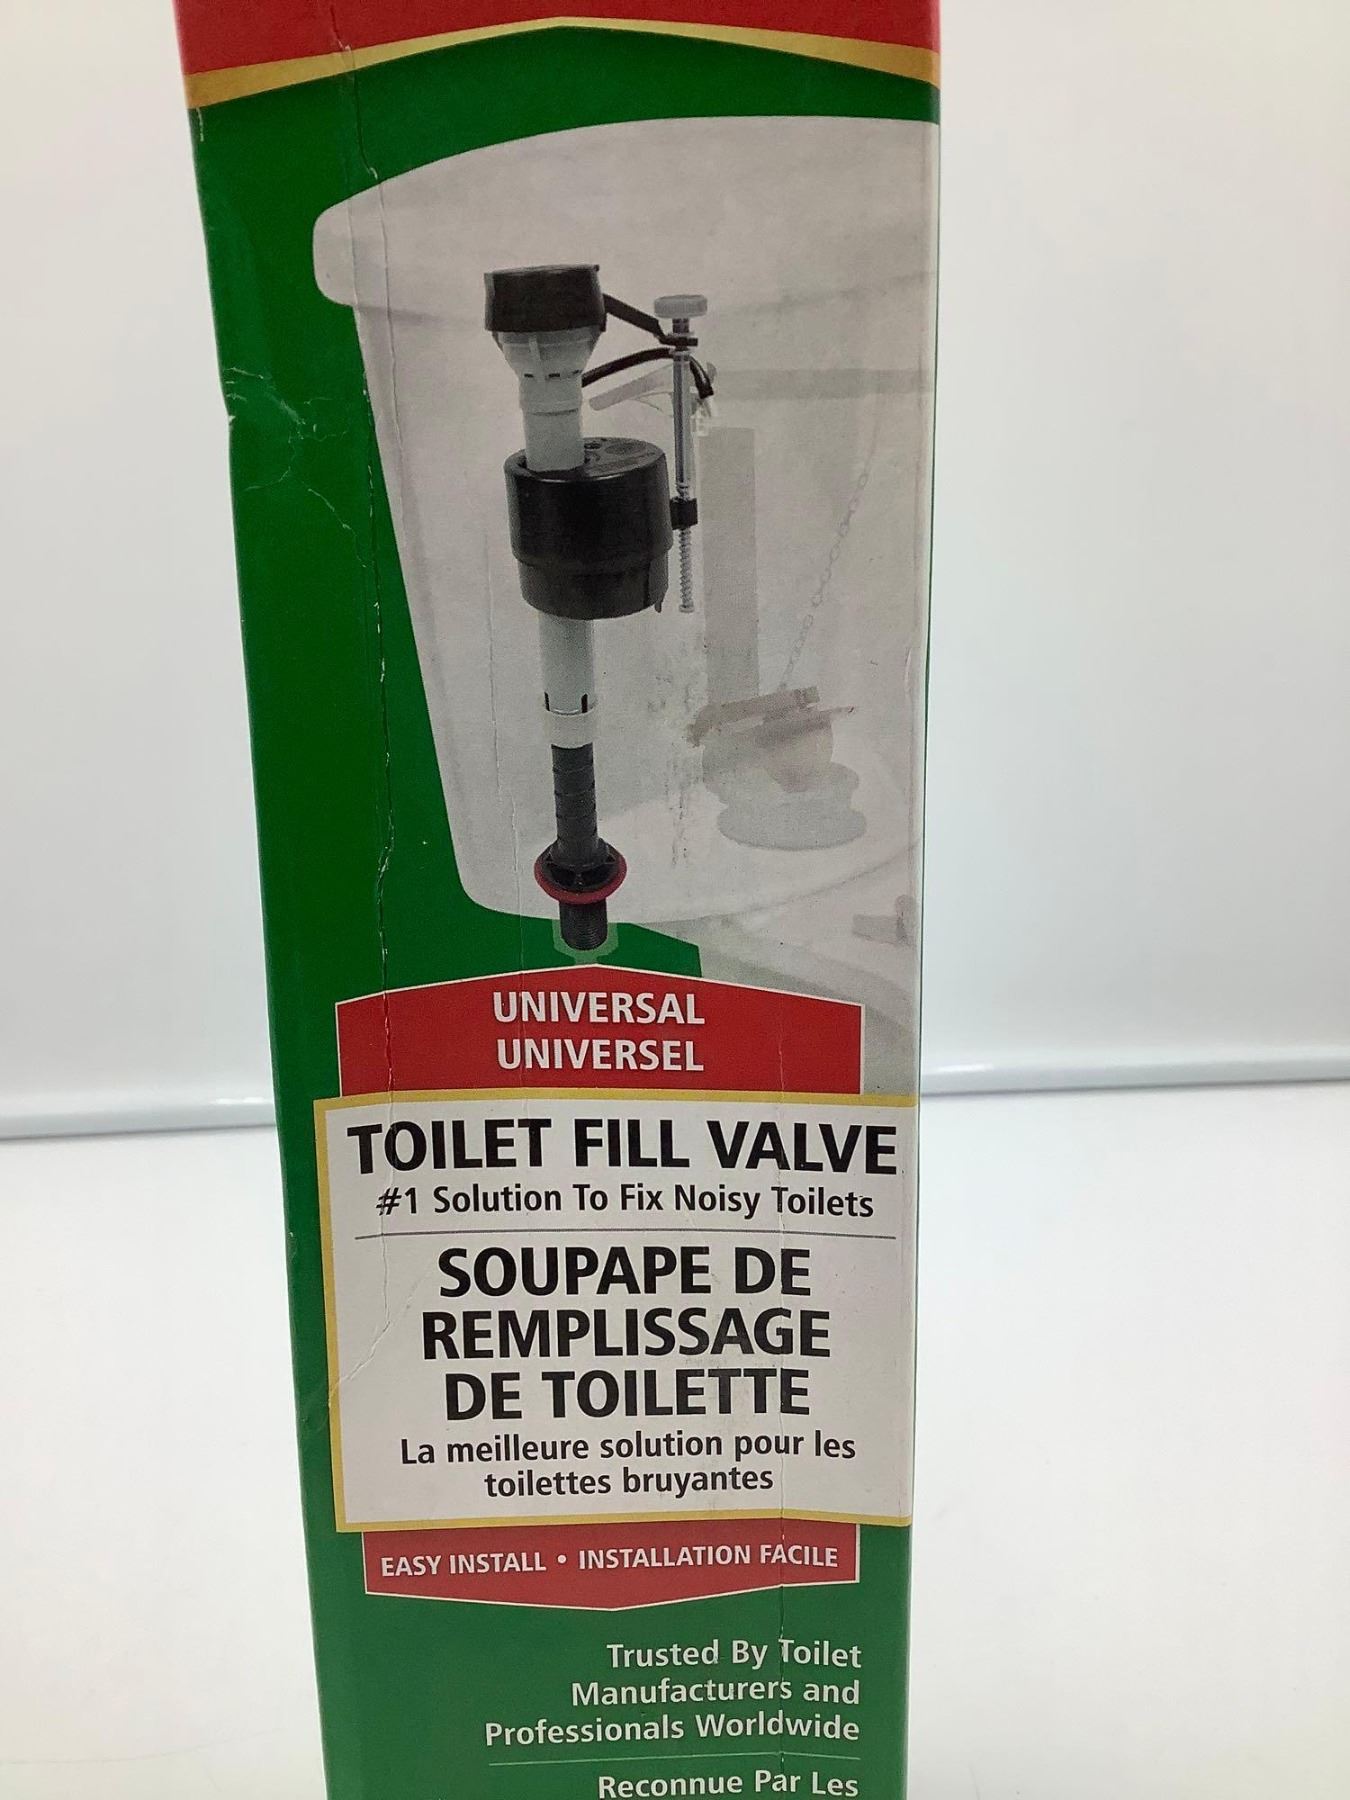 UNIVERSAL
UNIVERSEL
TOILET FILL VALVE
#1 Solution To Fix Noisy Toilets
SOUPAPE DE
REMPLISSAGE
DE TOILETTE
La meilleure solution pour les
toilettes bruyantes
EASY INSTALL • INSTALLATION FACILE
Trusted By Toilet
Manufacturers and
Professionals Worldwide
Reconnue Par Les